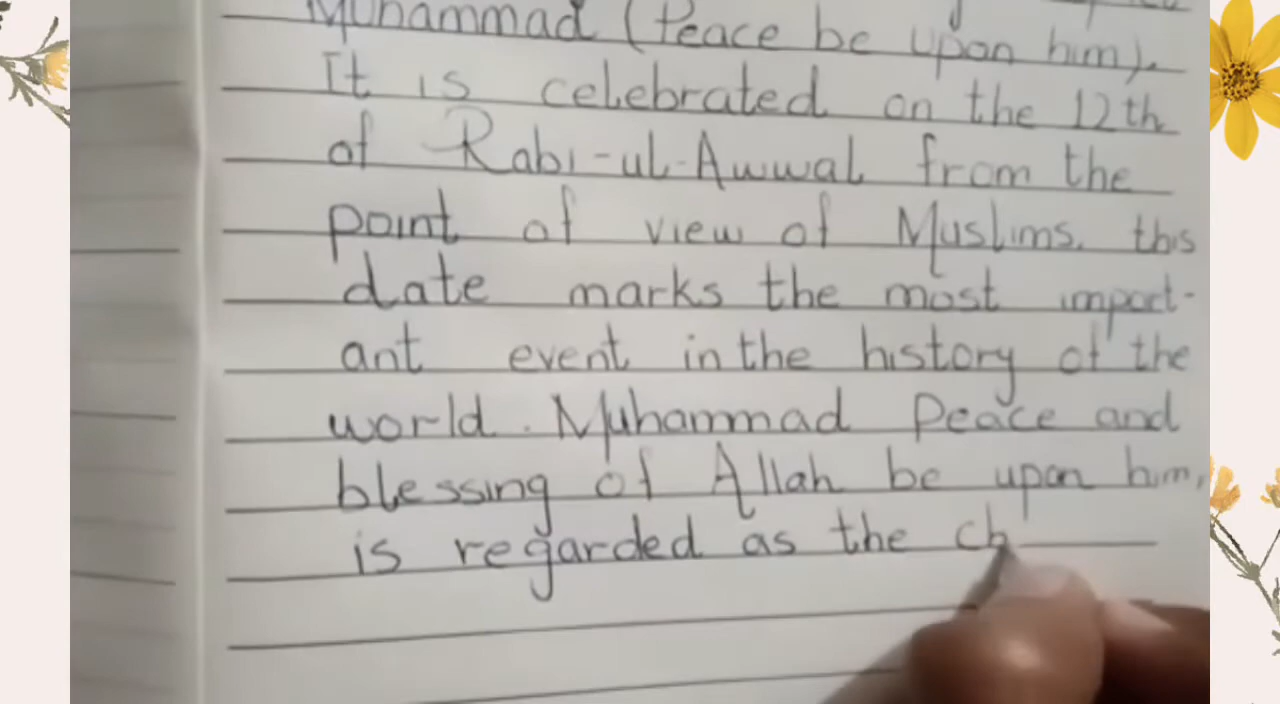 Muhammad (Peace be upon him).
It is celebrated on the 12th
of Rabi-ul-Awwal from the
point of view of Muslims. this
date marks the most import-
ant event in the history of the
world. Muhammad Peace and
blessing of Allah be upon him,
is regarded as the ch